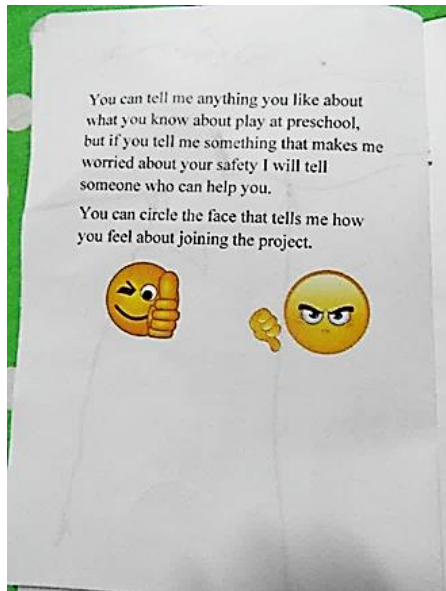 You can tell me anything you like about
what you know about play at preschool,
but if you tell me something that makes me
worried about your safety I will tell
someone who can help you.
You can circle the face that tells me how
you feel about joining the project.